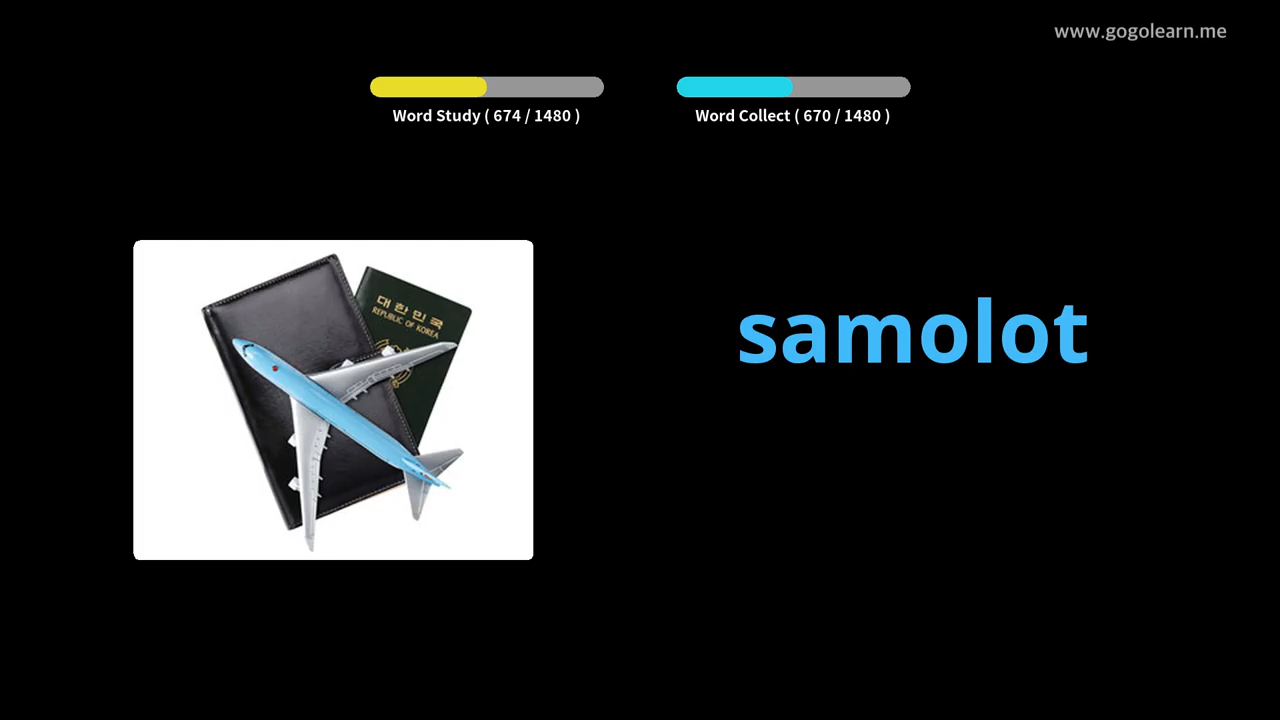 www.gogolearn.me
Word Study ( 674 / 1480 )
Word Collect ( 670 / 1480 )
대한민국
REPUBLIC OF KOREA
samolot